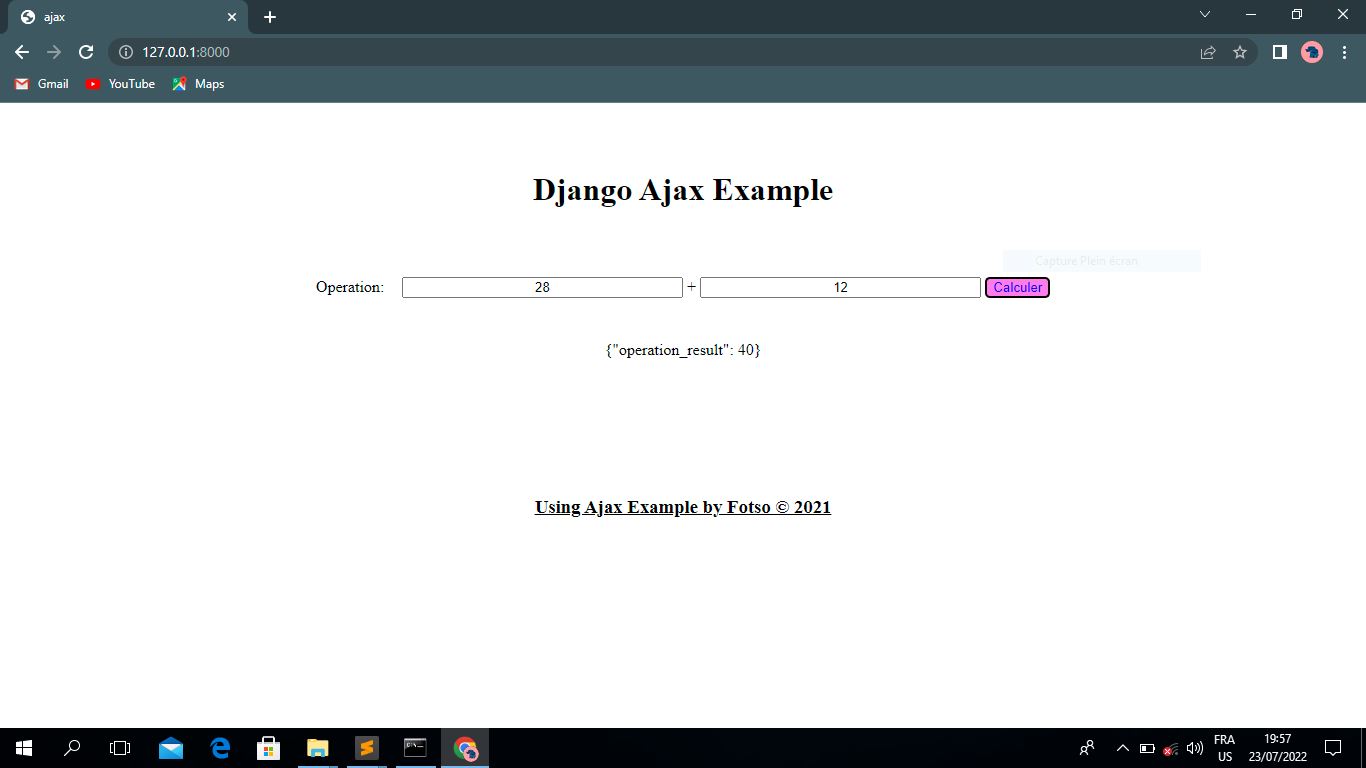 ajax
127.0.0.1:8000
Gmail YouTube Maps
Django Ajax Example
Capture Plein écran
Operation: 28 + 12 Calculer
{"operation_result": 40}
Using Ajax Example by Fotso © 2021
FRA 19:57
US 23/07/2022